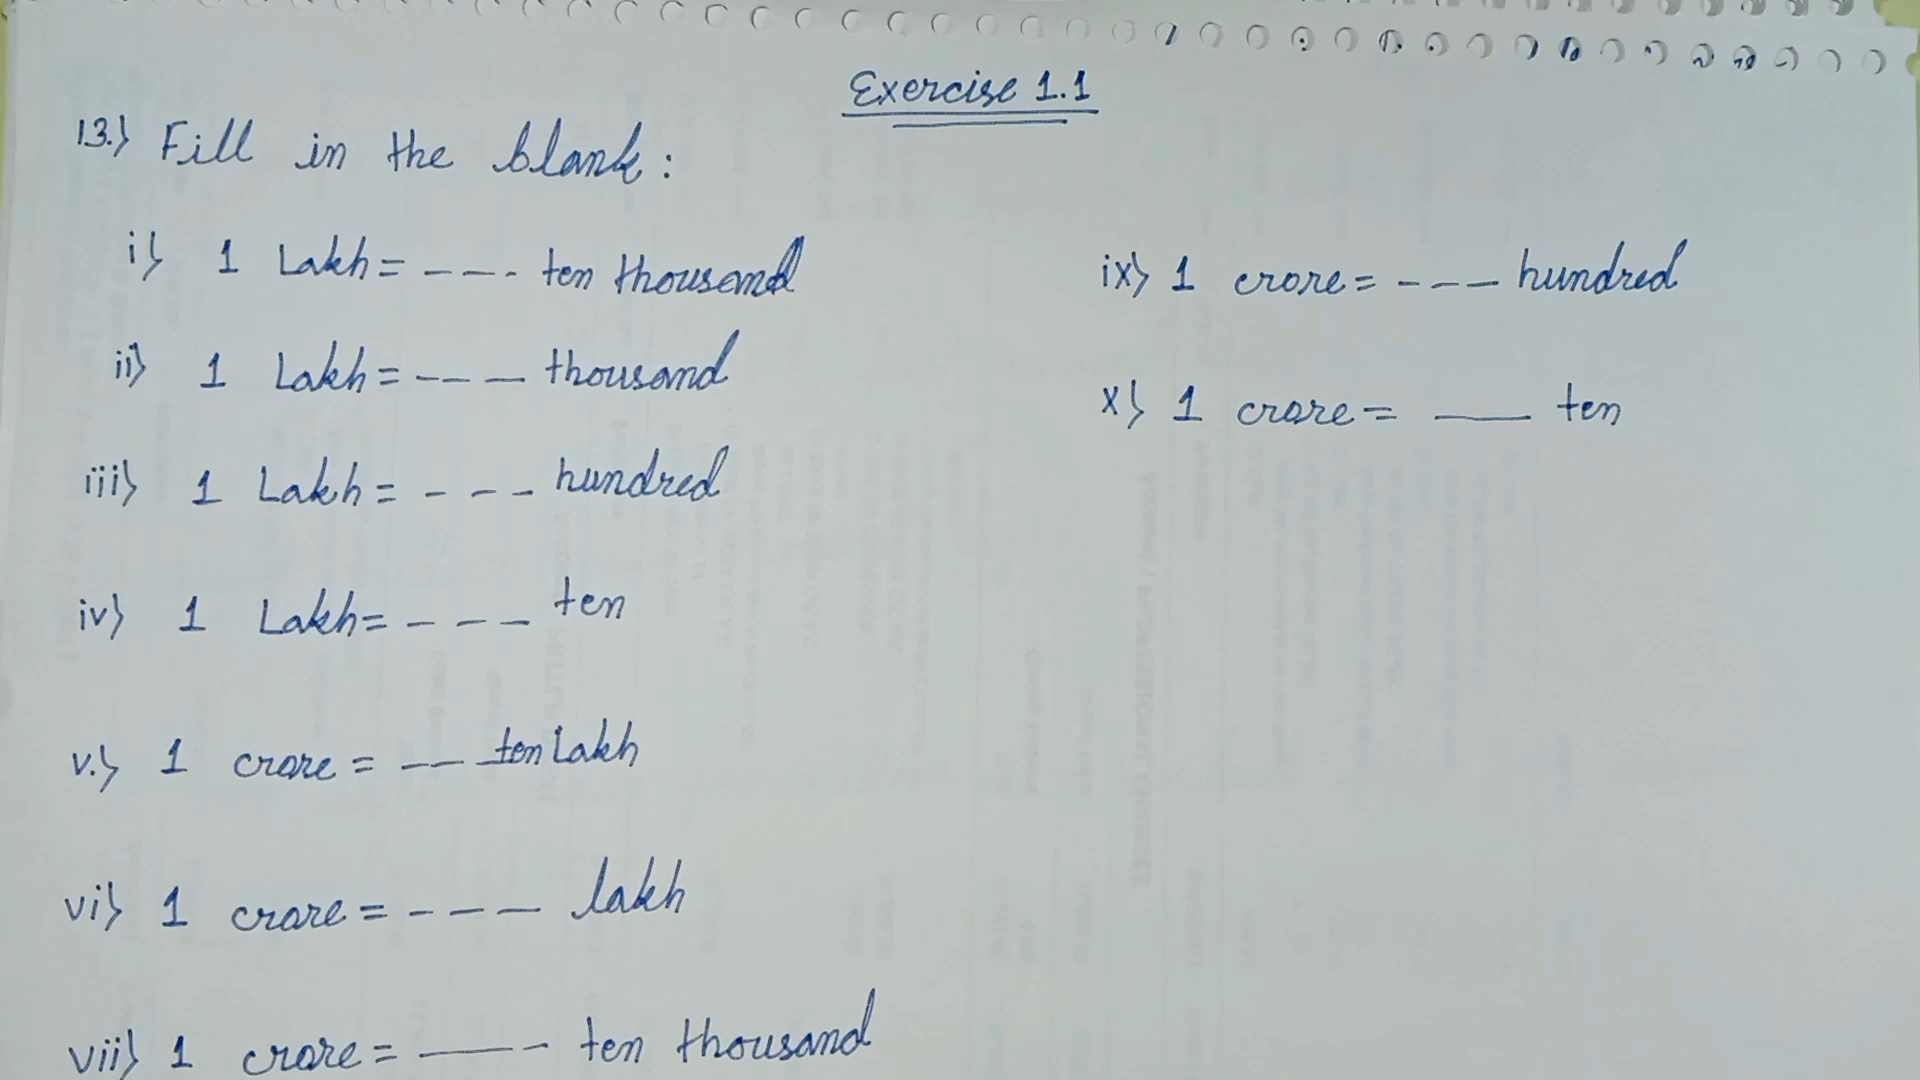 Exercise 1.1
13.) Fill in the blank:
i) 1 Lakh = ---- ten thousand
ii) 1 Lakh = ---- thousand
iii) 1 Lakh = --- hundred
iv) 1 Lakh = --- ten
v.) 1 crore = --- ten Lakh
vi) 1 crore = --- lakh
vii) 1 crore = ---- ten thousand
ix) 1 crore = --- hundred
x) 1 crore = ___ ten